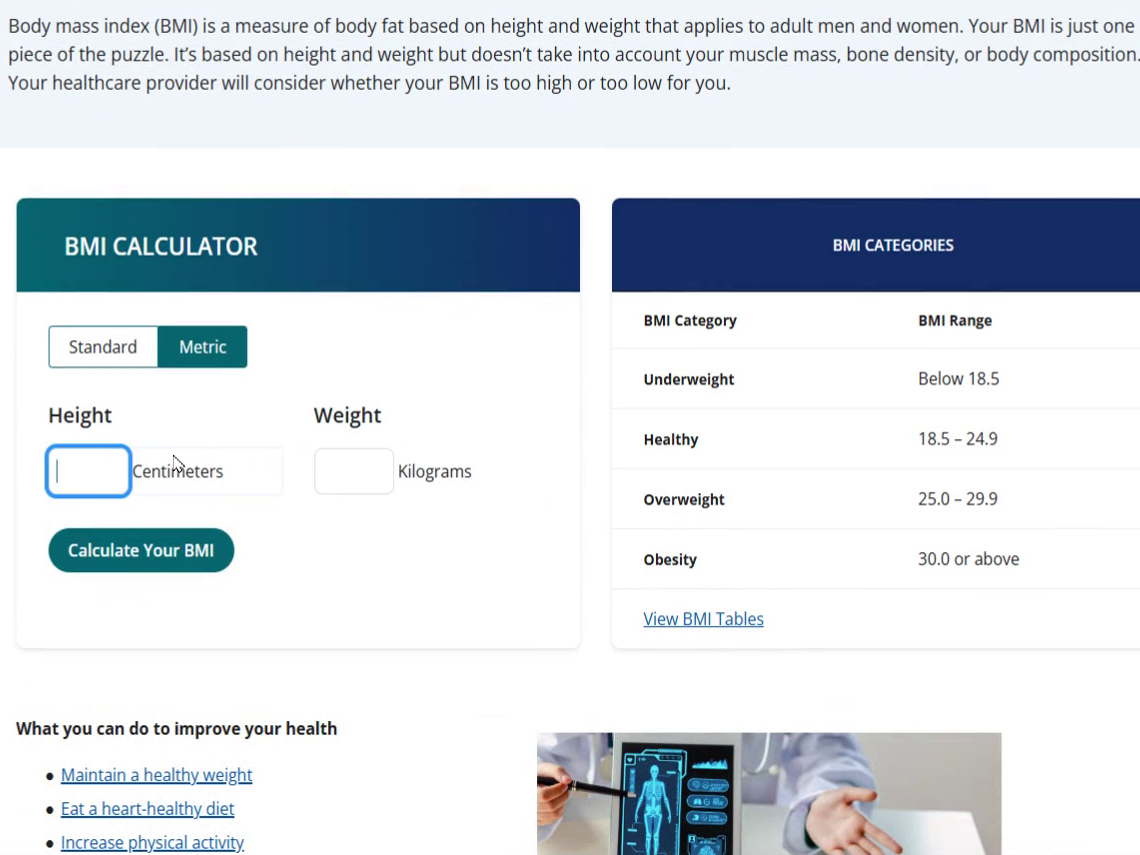 Body mass index (BMI) is a measure of body fat based on height and weight that applies to adult men and women. Your BMI is just one
piece of the puzzle. It’s based on height and weight but doesn’t take into account your muscle mass, bone density, or body composition.
Your healthcare provider will consider whether your BMI is too high or too low for you.
BMI CALCULATOR
Standard
Metric
Height
Weight
Centimeters
Kilograms
Calculate Your BMI
BMI CATEGORIES
BMI Category
BMI Range
Underweight
Below 18.5
Healthy
18.5 – 24.9
Overweight
25.0 – 29.9
Obesity
30.0 or above
View BMI Tables
What you can do to improve your health
● Maintain a healthy weight
● Eat a heart-healthy diet
● Increase physical activity